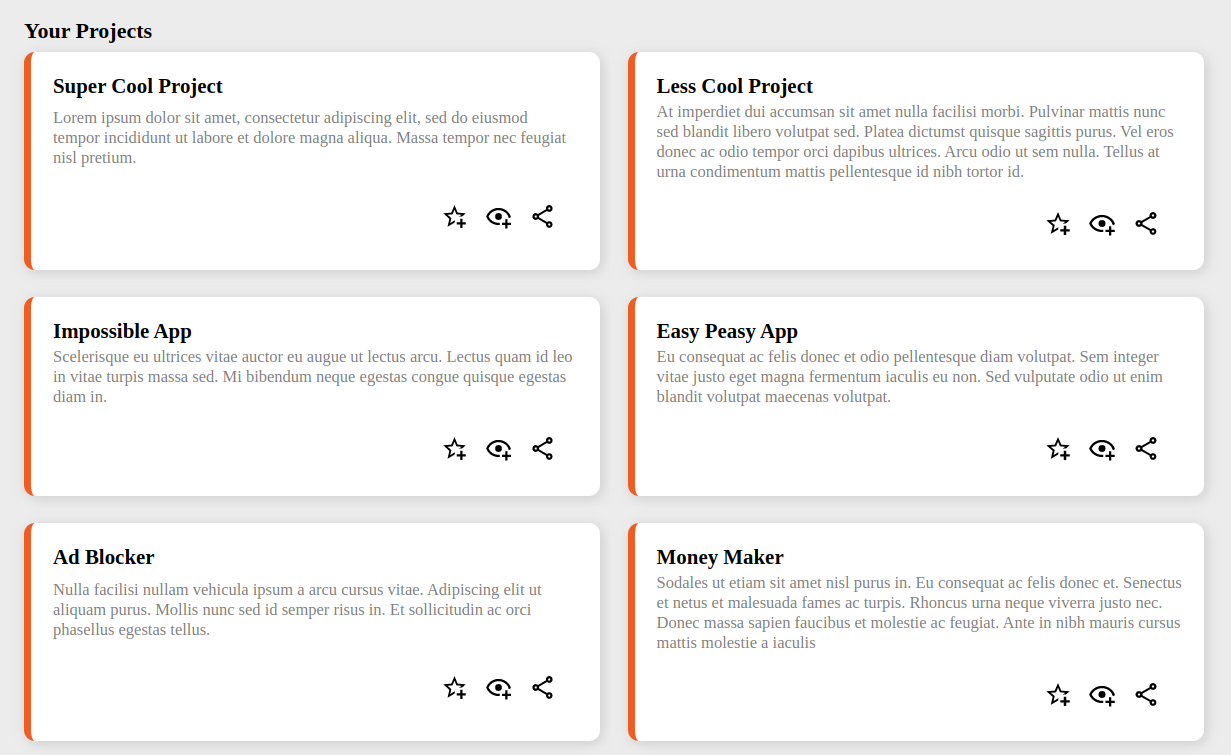 Your Projects
Super Cool Project
Lorem ipsum dolor sit amet, consectetur adipiscing elit, sed do eiusmod
tempor incididunt ut labore et dolore magna aliqua. Massa tempor nec feugiat
nisl pretium.
Less Cool Project
At imperdiet dui accumsan sit amet nulla facilisi morbi. Pulvinar mattis nunc
sed blandit libero volutpat sed. Platea dictumst quisque sagittis purus. Vel eros
donec ac odio tempor orci dapibus ultrices. Arcu odio ut sem nulla. Tellus at
urna condimentum mattis pellentesque id nibh tortor id.
Impossible App
Scelerisque eu ultrices vitae auctor eu augue ut lectus arcu. Lectus quam id leo
in vitae turpis massa sed. Mi bibendum neque egestas congue quisque egestas
diam in.
Easy Peasy App
Eu consequat ac felis donec et odio pellentesque diam volutpat. Sem integer
vitae justo eget magna fermentum iaculis eu non. Sed vulputate odio ut enim
blandit volutpat maecenas volutpat.
Ad Blocker
Nulla facilisi nullam vehicula ipsum a arcu cursus vitae. Adipiscing elit ut
aliquam purus. Mollis nunc sed id semper risus in. Et sollicitudin ac orci
phasellus egestas tellus.
Money Maker
Sodales ut etiam sit amet nisl purus in. Eu consequat ac felis donec et. Senectus
et netus et malesuada fames ac turpis. Rhoncus urna neque viverra justo nec.
Donec massa sapien faucibus et molestie ac feugiat. Ante in nibh mauris cursus
mattis molestie a iaculis